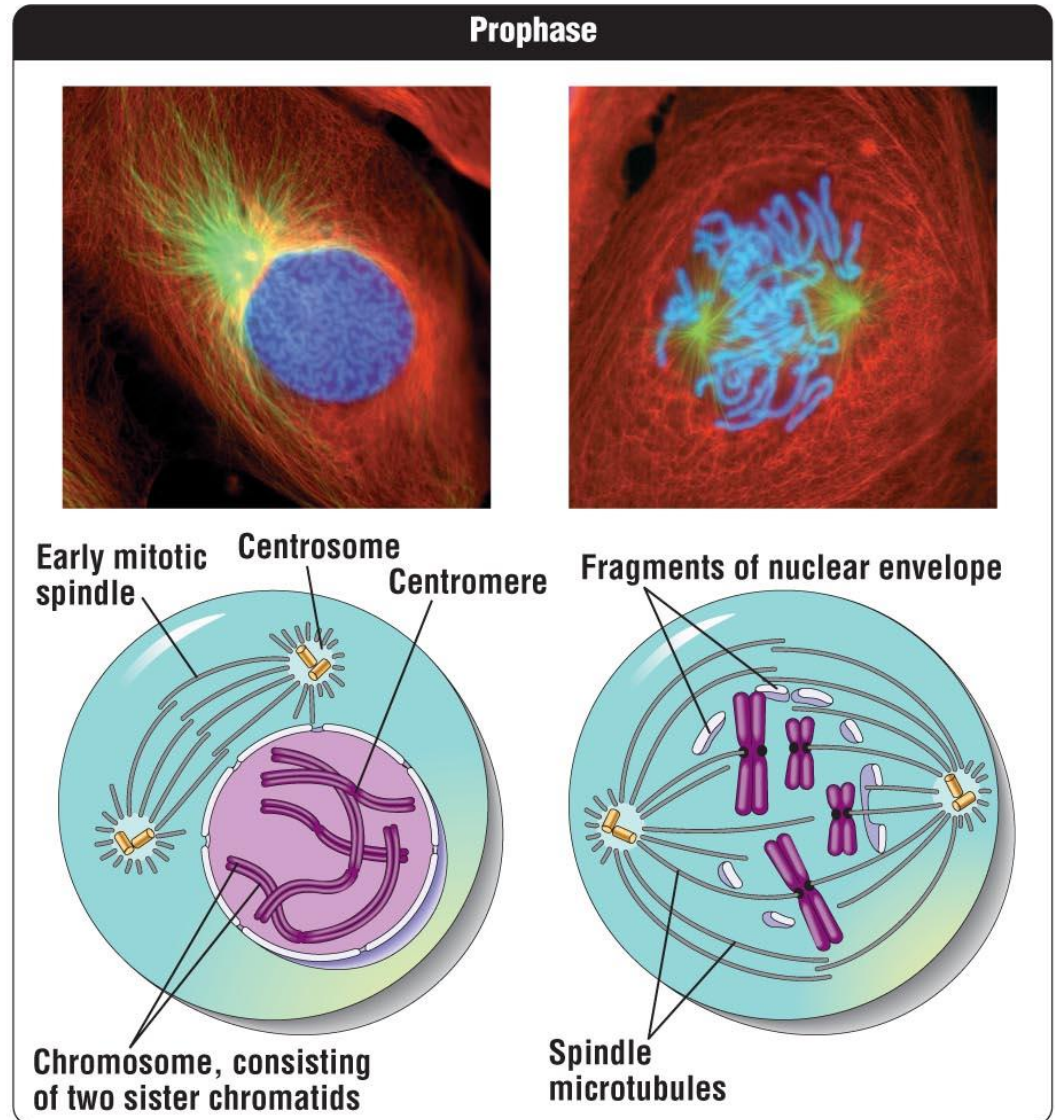 Prophase
Early mitotic
spindle
Centrosome
Centromere
Fragments of nuclear envelope
Chromosome, consisting
of two sister chromatids
Spindle
microtubules